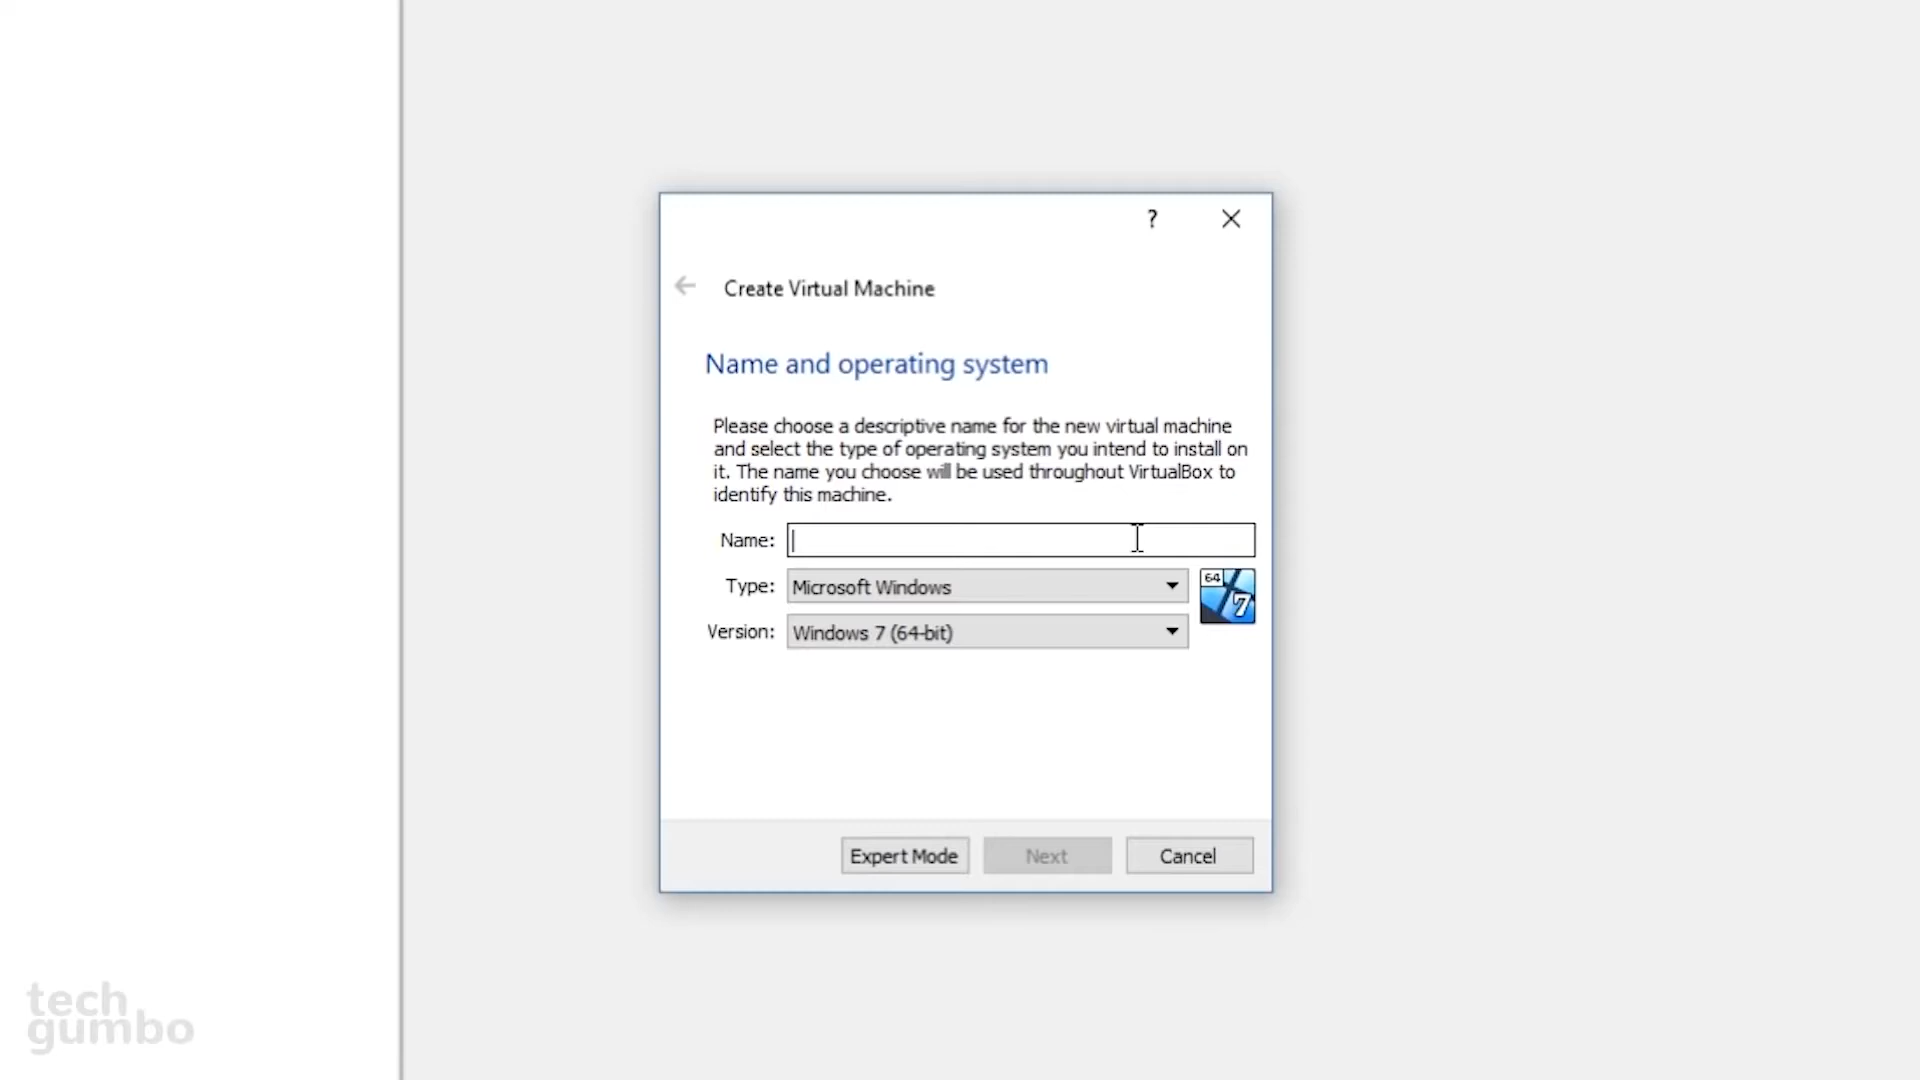 ?
Create Virtual Machine
Name and operating system
Please choose a descriptive name for the new virtual machine
and select the type of operating system you intend to install on
it. The name you choose will be used throughout VirtualBox to
identify this machine.
Name:
Type: Microsoft Windows
64
7
Version: Windows 7 (64-bit)
Expert Mode Next Cancel
tech
gumbo